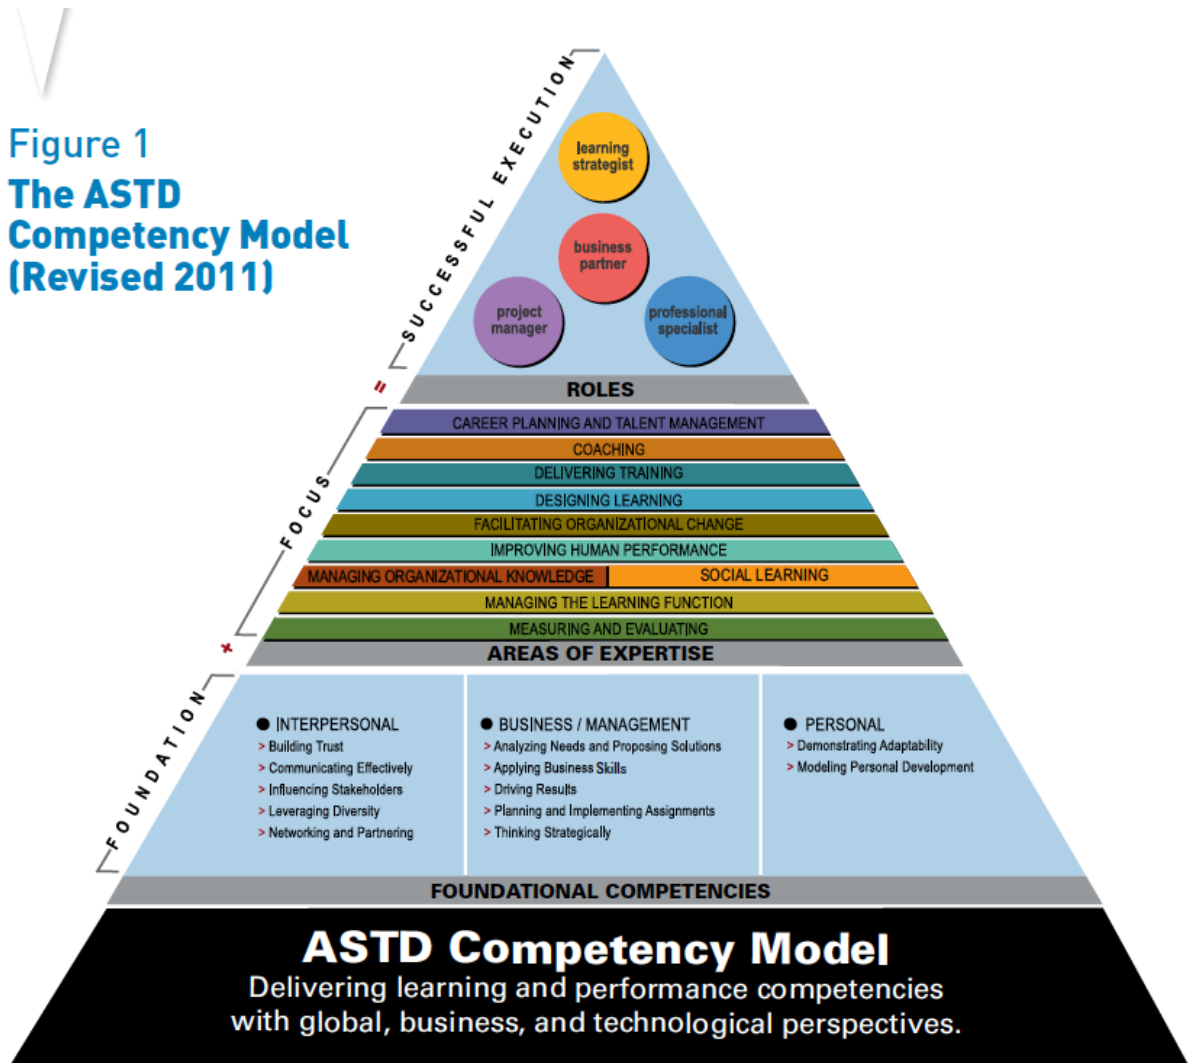 Figure 1
The ASTD
Competency Model
(Revised 2011)
SUCCESSFUL EXECUTION
learning
strategist
business
partner
project
manager
professional
specialist
=
ROLES
FOCUS
CAREER PLANNING AND TALENT MANAGEMENT
COACHING
DELIVERING TRAINING
DESIGNING LEARNING
FACILITATING ORGANIZATIONAL CHANGE
IMPROVING HUMAN PERFORMANCE
MANAGING ORGANIZATIONAL KNOWLEDGE
SOCIAL LEARNING
MANAGING THE LEARNING FUNCTION
MEASURING AND EVALUATING
+
AREAS OF EXPERTISE
FOUNDATION
● INTERPERSONAL
> Building Trust
> Communicating Effectively
> Influencing Stakeholders
> Leveraging Diversity
> Networking and Partnering
● BUSINESS / MANAGEMENT
> Analyzing Needs and Proposing Solutions
> Applying Business Skills
> Driving Results
> Planning and Implementing Assignments
> Thinking Strategically
● PERSONAL
> Demonstrating Adaptability
> Modeling Personal Development
FOUNDATIONAL COMPETENCIES
ASTD Competency Model
Delivering learning and performance competencies
with global, business, and technological perspectives.